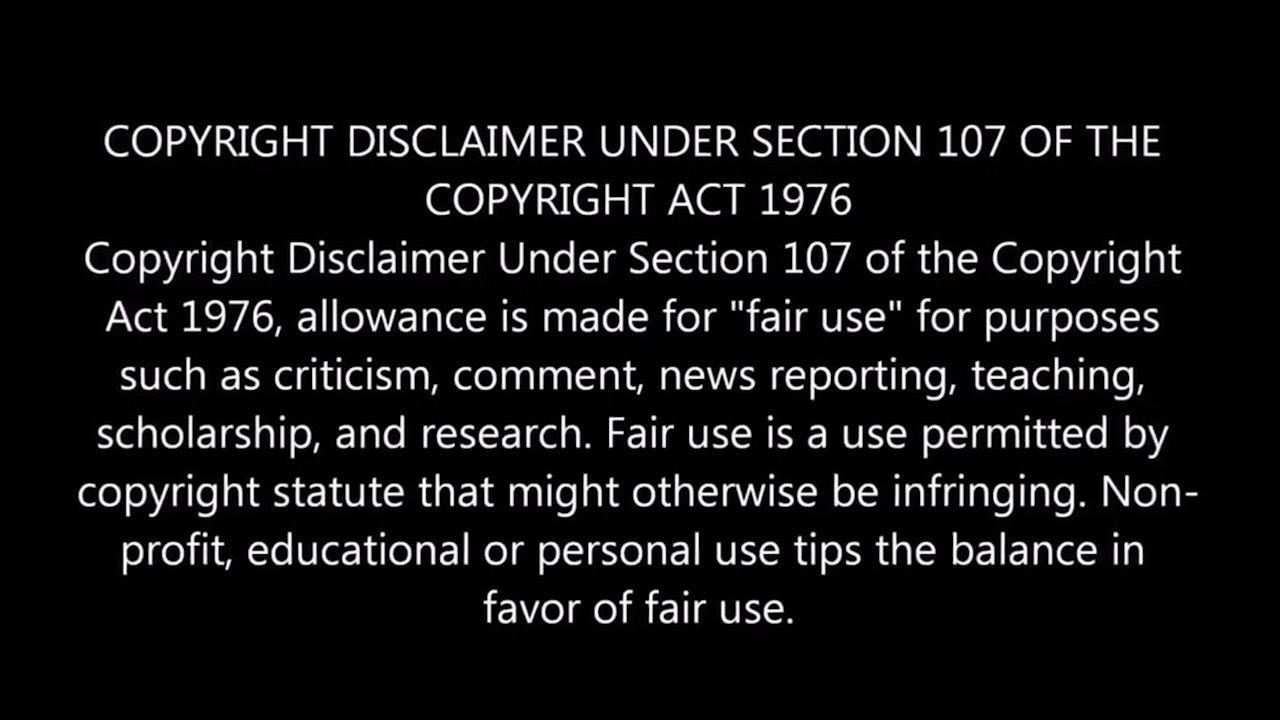 COPYRIGHT DISCLAIMER UNDER SECTION 107 OF THE
COPYRIGHT ACT 1976
Copyright Disclaimer Under Section 107 of the Copyright
Act 1976, allowance is made for "fair use" for purposes
such as criticism, comment, news reporting, teaching,
scholarship, and research. Fair use is a use permitted by
copyright statute that might otherwise be infringing. Non-
profit, educational or personal use tips the balance in
favor of fair use.